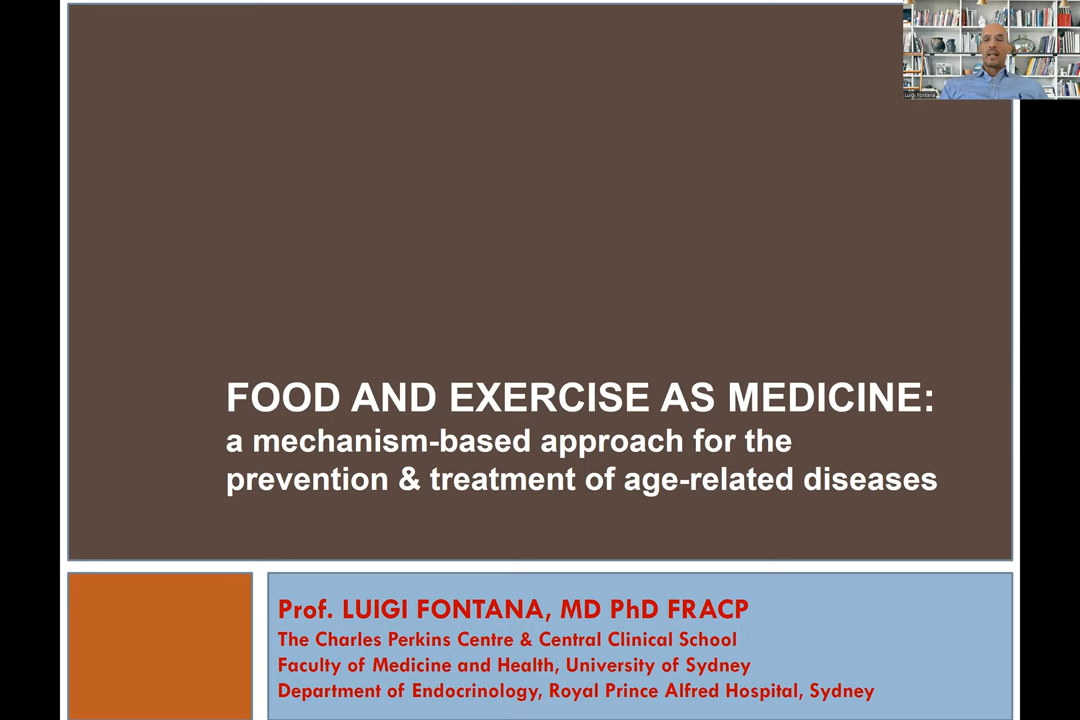 Luigi Fontana
FOOD AND EXERCISE AS MEDICINE:
a mechanism-based approach for the
prevention & treatment of age-related diseases
Prof. LUIGI FONTANA, MD PhD FRACP
The Charles Perkins Centre & Central Clinical School
Faculty of Medicine and Health, University of Sydney
Department of Endocrinology, Royal Prince Alfred Hospital, Sydney